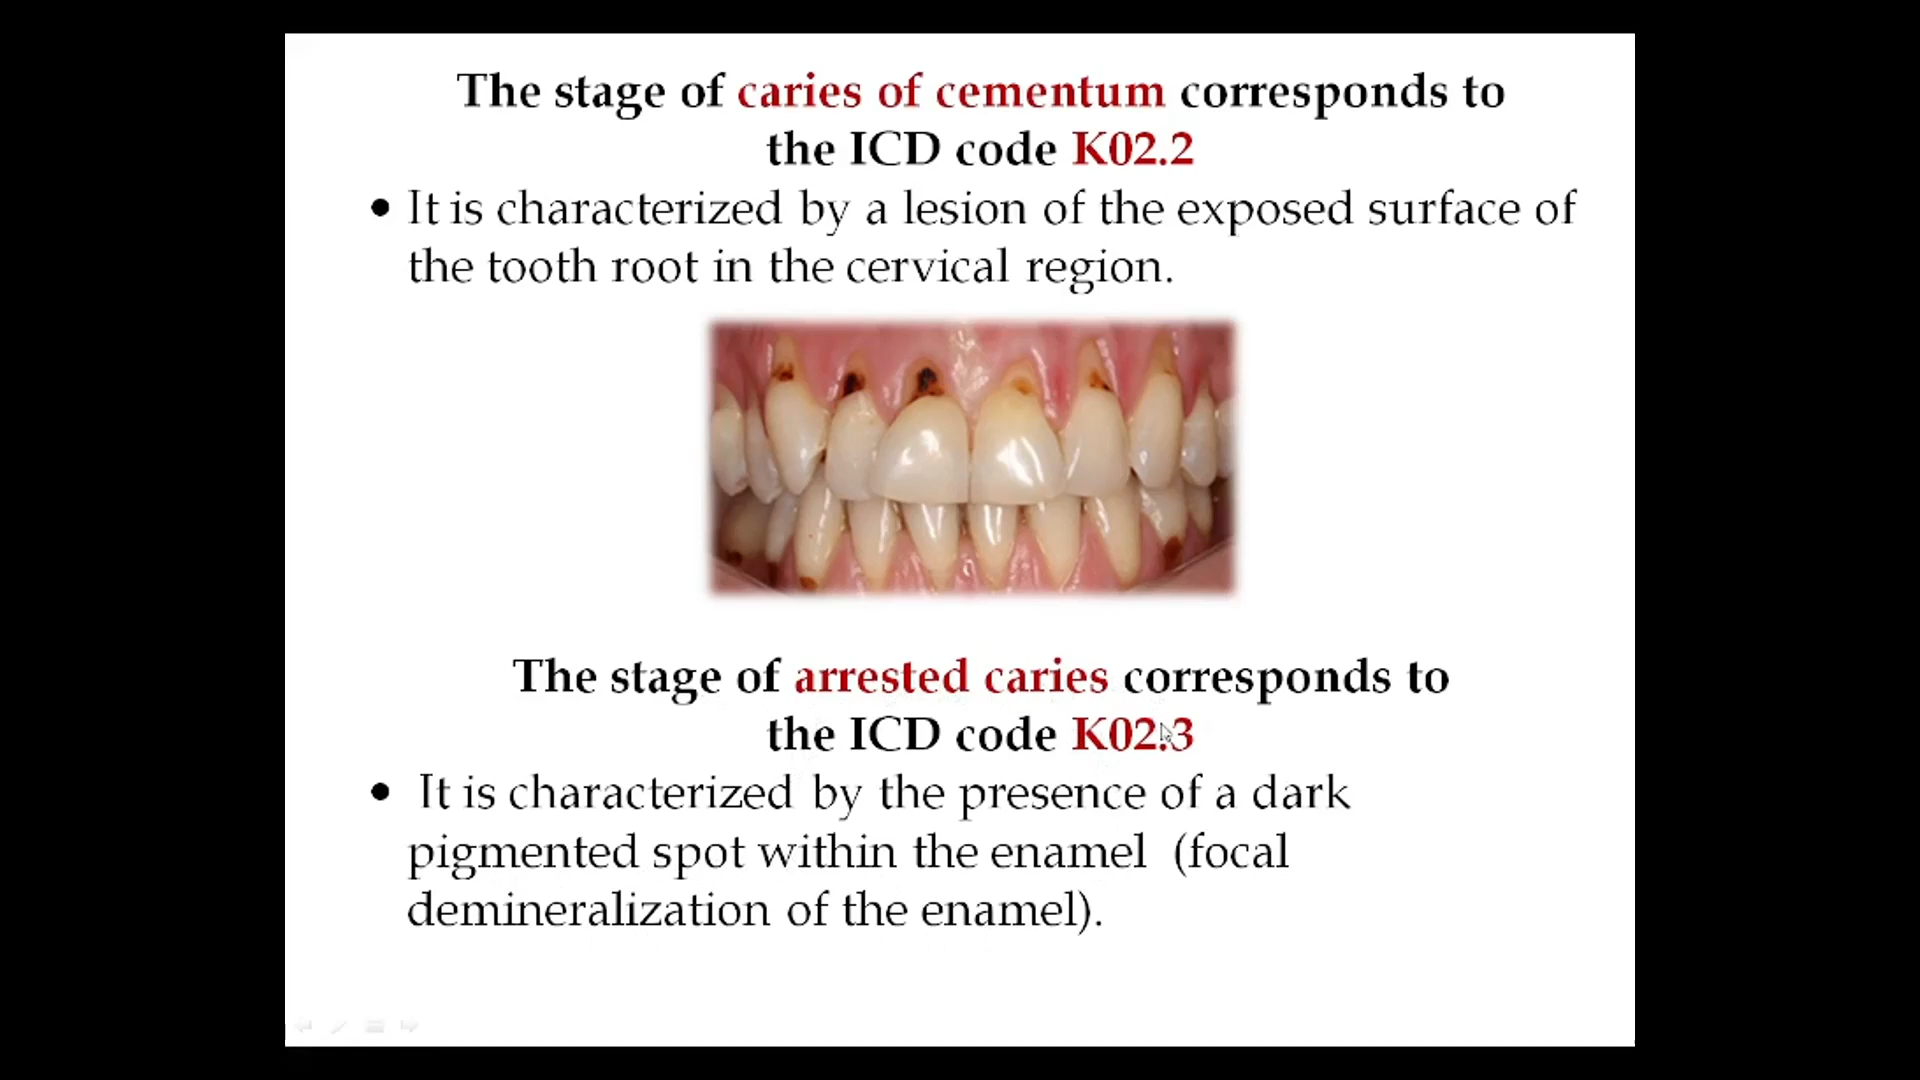 The stage of caries of cementum corresponds to
the ICD code K02.2
• It is characterized by a lesion of the exposed surface of
the tooth root in the cervical region.
The stage of arrested caries corresponds to
the ICD code K02.3
• It is characterized by the presence of a dark
pigmented spot within the enamel (focal
demineralization of the enamel).